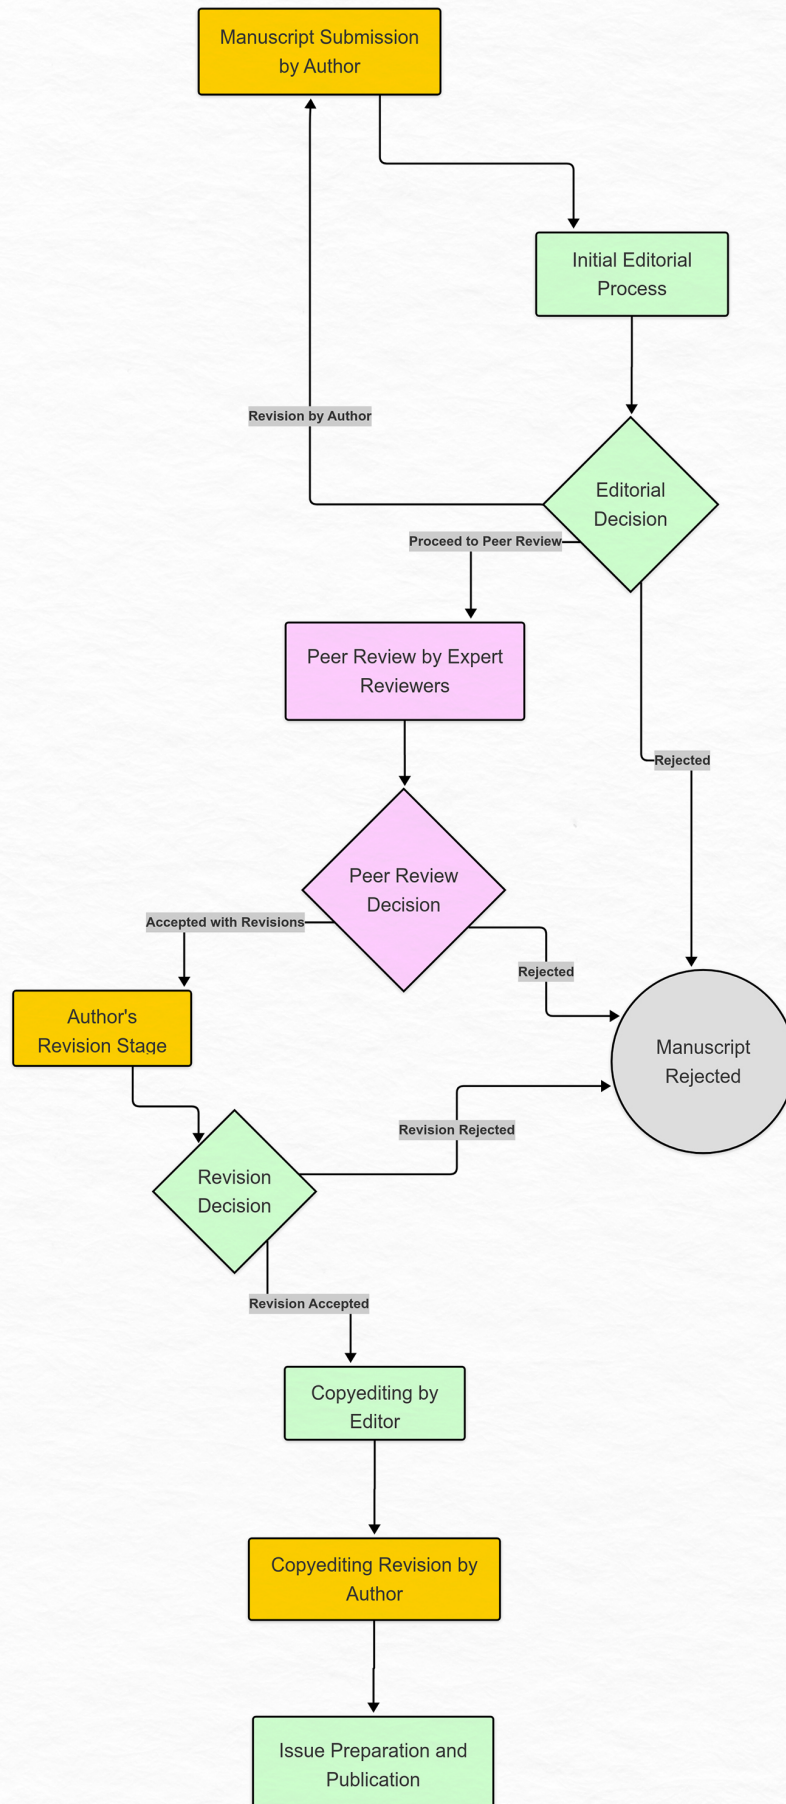 Manuscript Submission
by Author
Initial Editorial
Process
Revision by Author
Editorial
Decision
Proceed to Peer Review
Peer Review by Expert
Reviewers
Rejected
Peer Review
Decision
Accepted with Revisions
Rejected
Author's
Revision Stage
Manuscript
Rejected
Revision Rejected
Revision
Decision
Revision Accepted
Copyediting by
Editor
Copyediting Revision by
Author
Issue Preparation and
Publication